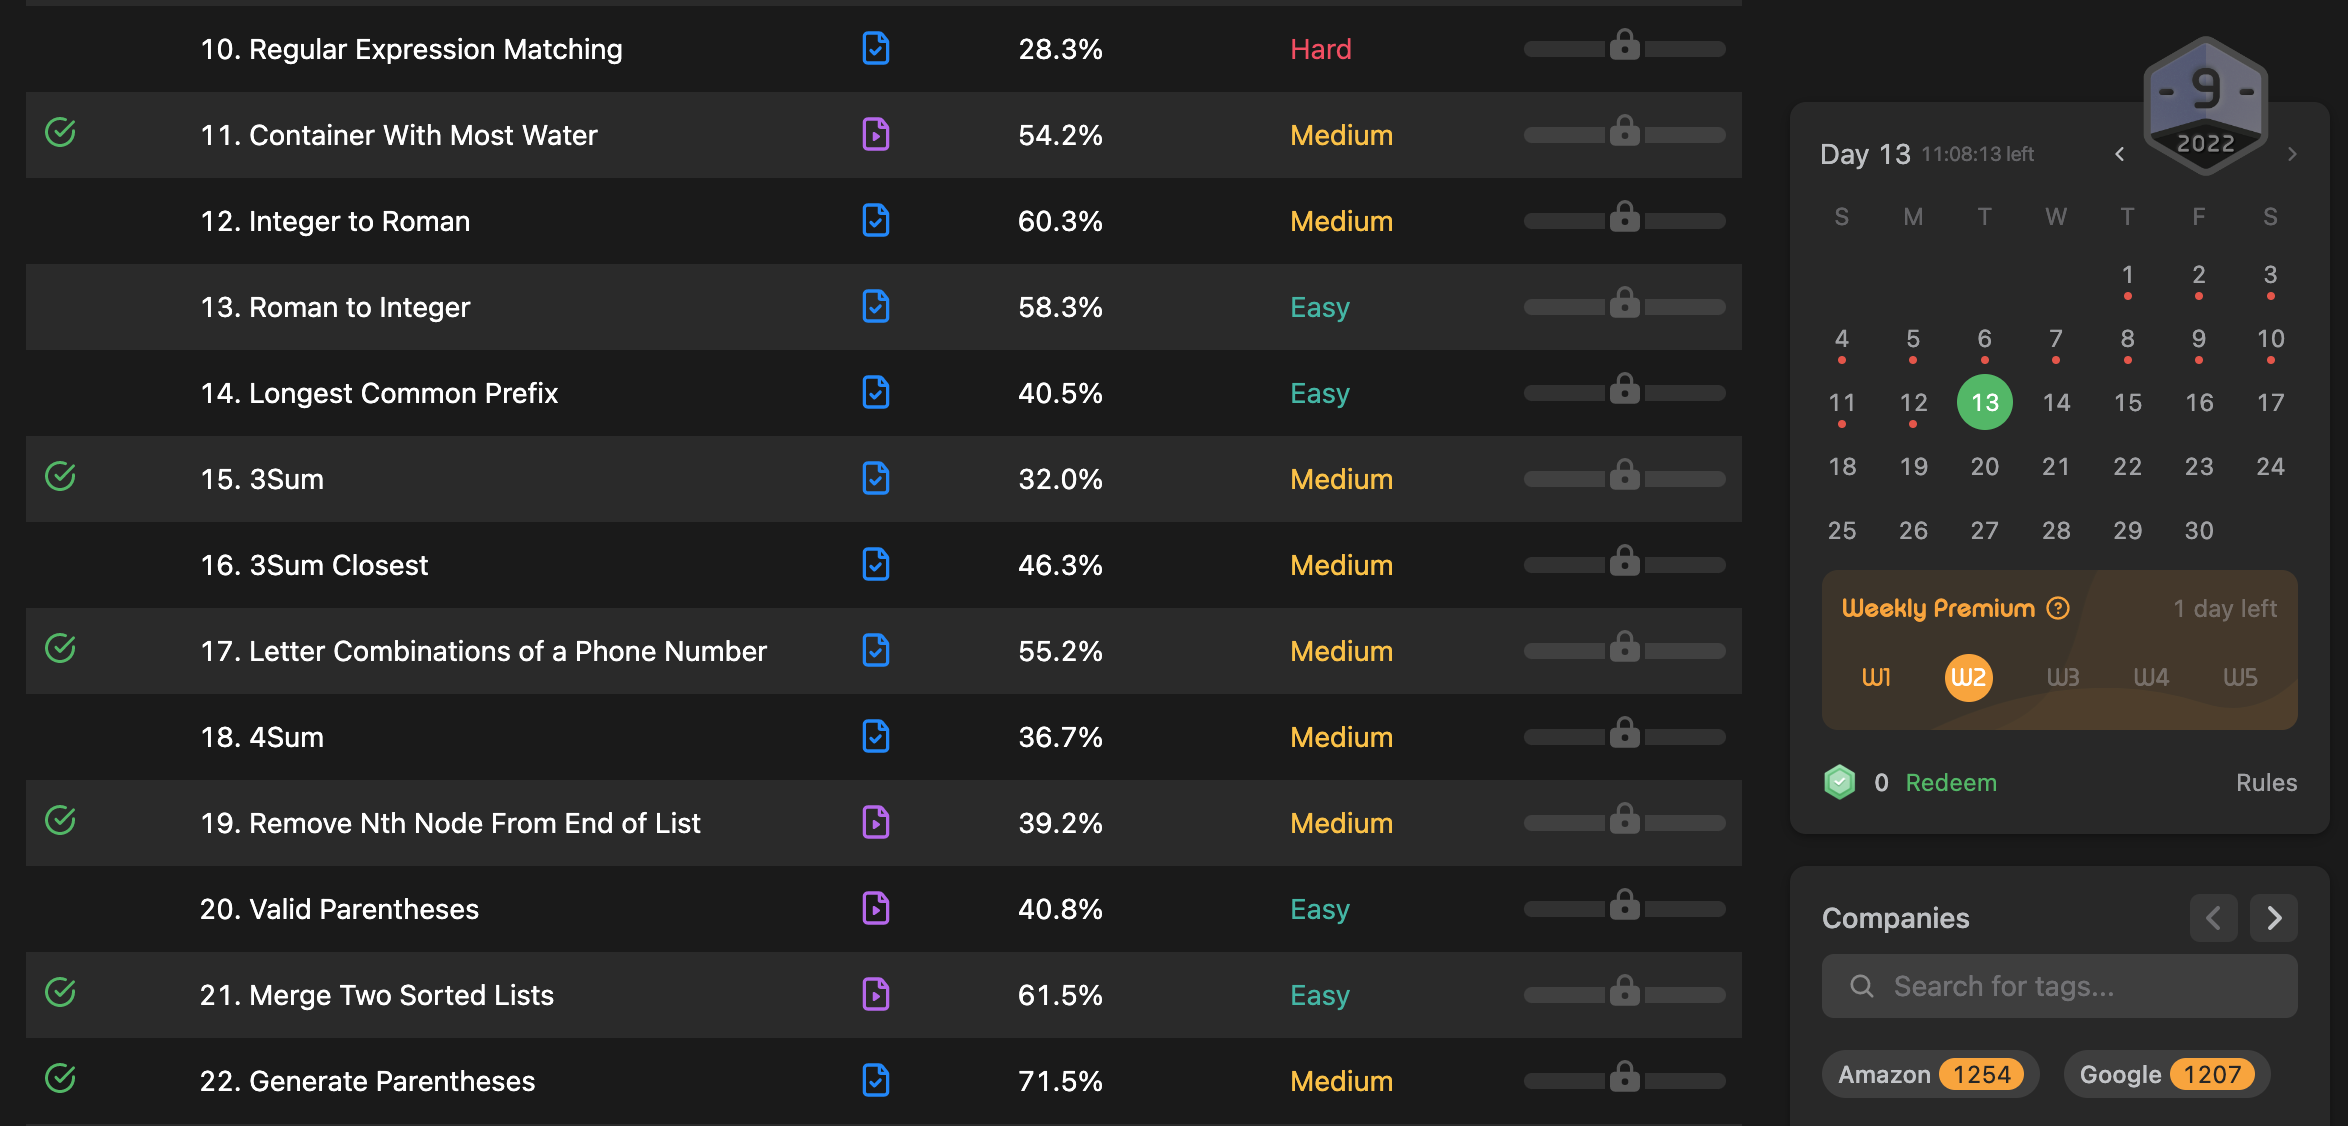 10. Regular Expression Matching 28.3% Hard
11. Container With Most Water 54.2% Medium
12. Integer to Roman 60.3% Medium
13. Roman to Integer 58.3% Easy
14. Longest Common Prefix 40.5% Easy
15. 3Sum 32.0% Medium
16. 3Sum Closest 46.3% Medium
17. Letter Combinations of a Phone Number 55.2% Medium
18. 4Sum 36.7% Medium
19. Remove Nth Node From End of List 39.2% Medium
20. Valid Parentheses 40.8% Easy
21. Merge Two Sorted Lists 61.5% Easy
22. Generate Parentheses 71.5% Medium
- 9 -
2022
Day 13 11:08:13 left
S M T W T F S
1 2 3
4 5 6 7 8 9 10
11 12 13 14 15 16 17
18 19 20 21 22 23 24
25 26 27 28 29 30
Weekly Premium ? 1 day left
W1 W2 W3 W4 W5
0 Redeem Rules
Companies
Search for tags...
Amazon 1254 Google 1207